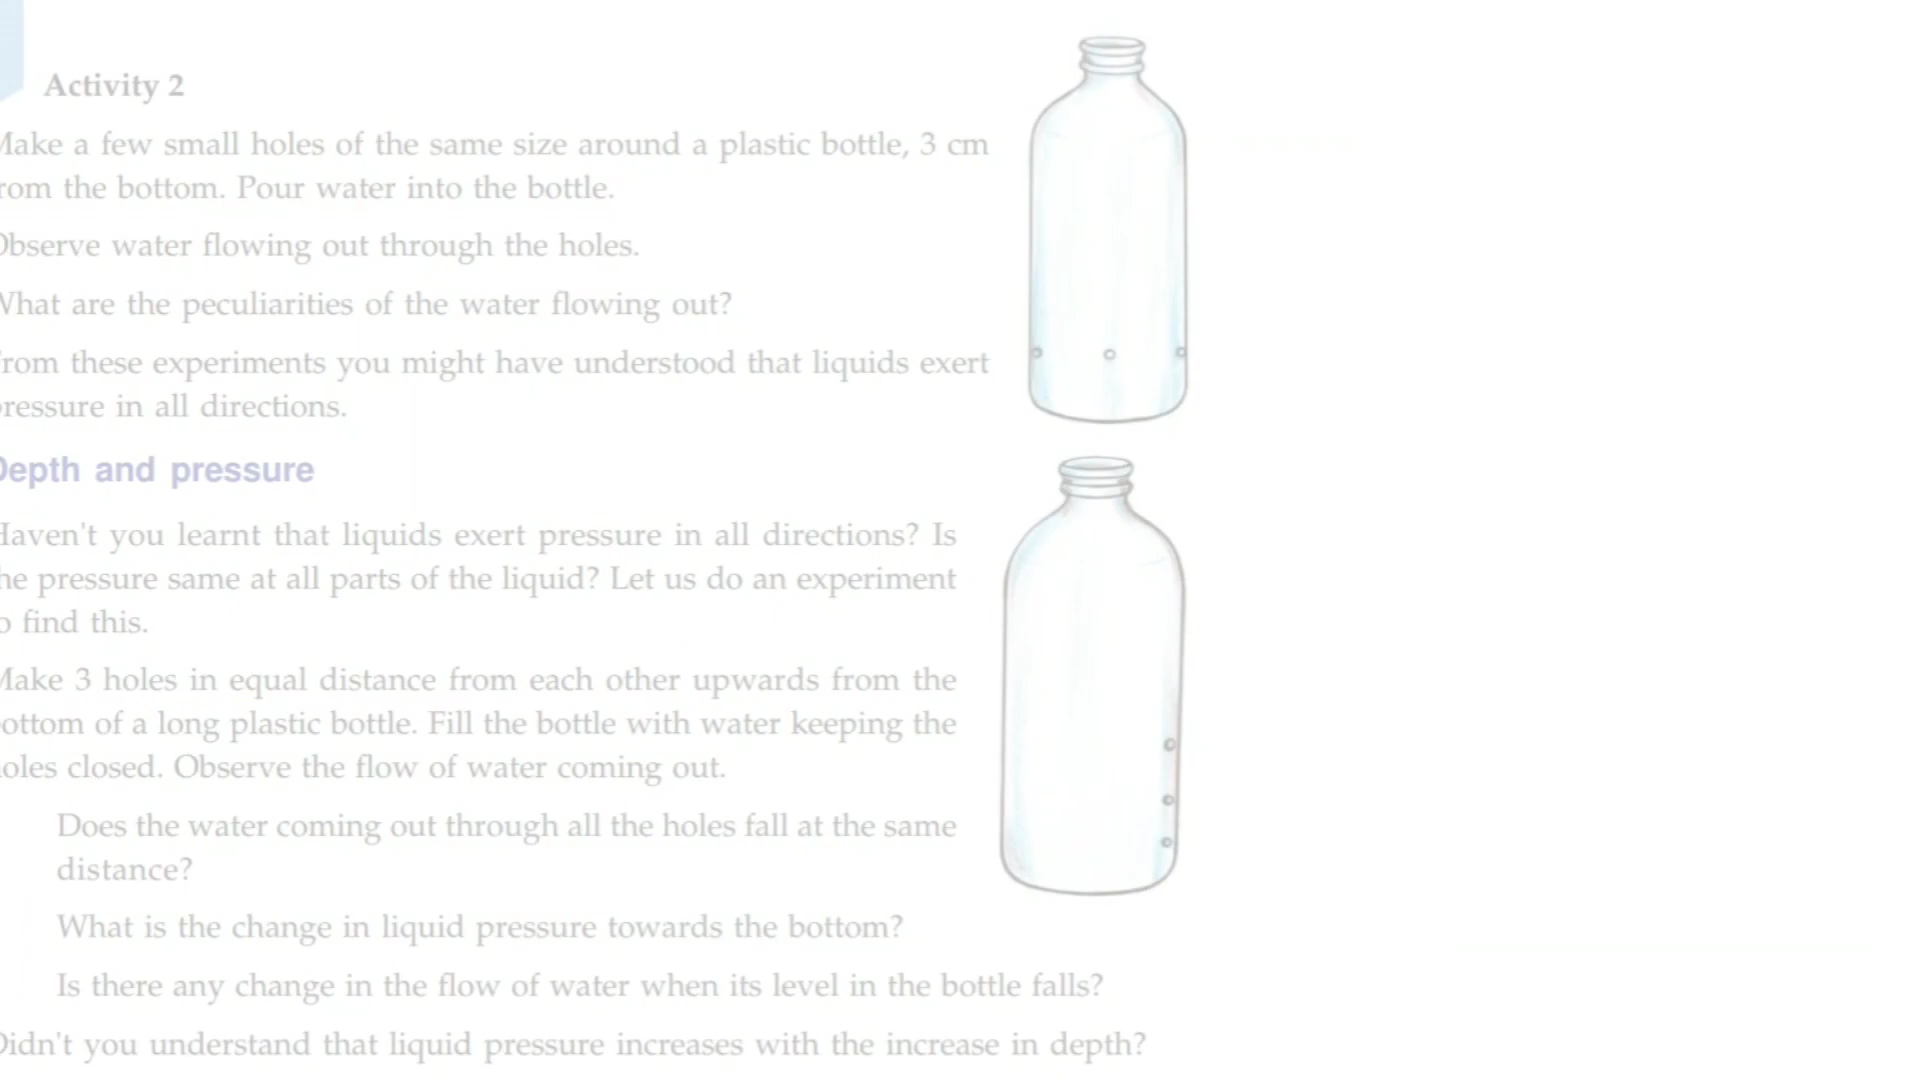 Activity 2
Make a few small holes of the same size around a plastic bottle, 3 cm
from the bottom. Pour water into the bottle.
Observe water flowing out through the holes.
What are the peculiarities of the water flowing out?
From these experiments you might have understood that liquids exert
pressure in all directions.
Depth and pressure
Haven't you learnt that liquids exert pressure in all directions? Is
the pressure same at all parts of the liquid? Let us do an experiment
to find this.
Make 3 holes in equal distance from each other upwards from the
bottom of a long plastic bottle. Fill the bottle with water keeping the
holes closed. Observe the flow of water coming out.
Does the water coming out through all the holes fall at the same
distance?
What is the change in liquid pressure towards the bottom?
Is there any change in the flow of water when its level in the bottle falls?
Didn't you understand that liquid pressure increases with the increase in depth?